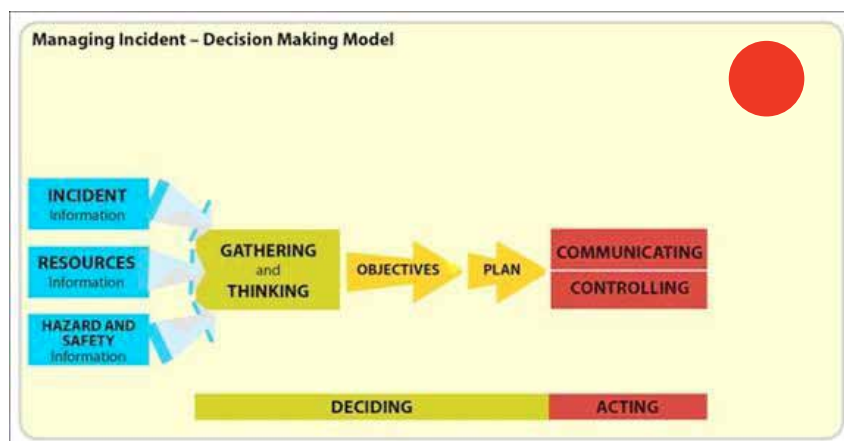 Managing Incident – Decision Making Model
INCIDENT
Information
RESOURCES
Information
HAZARD AND
SAFETY
Information
GATHERING
and
THINKING
OBJECTIVES
PLAN
COMMUNICATING
CONTROLLING
DECIDING
ACTING